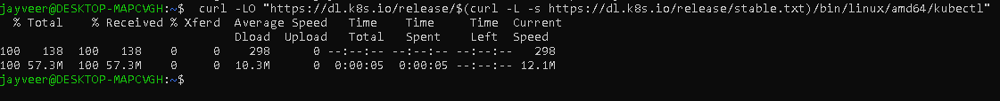 jayveer@DESKTOP-MAPCVGH:~$  curl -LO "https://dl.k8s.io/release/$(curl -L -s https://dl.k8s.io/release/stable.txt)/bin/linux/amd64/kubectl"
  % Total    % Received % Xferd  Average Speed   Time    Time     Time  Current
                                 Dload  Upload   Total   Spent    Left  Speed
100   138  100   138    0     0    298      0 --:--:-- --:--:-- --:--:--   298
100 57.3M  100 57.3M    0     0  10.3M      0  0:00:05  0:00:05 --:--:-- 12.1M
jayveer@DESKTOP-MAPCVGH:~$